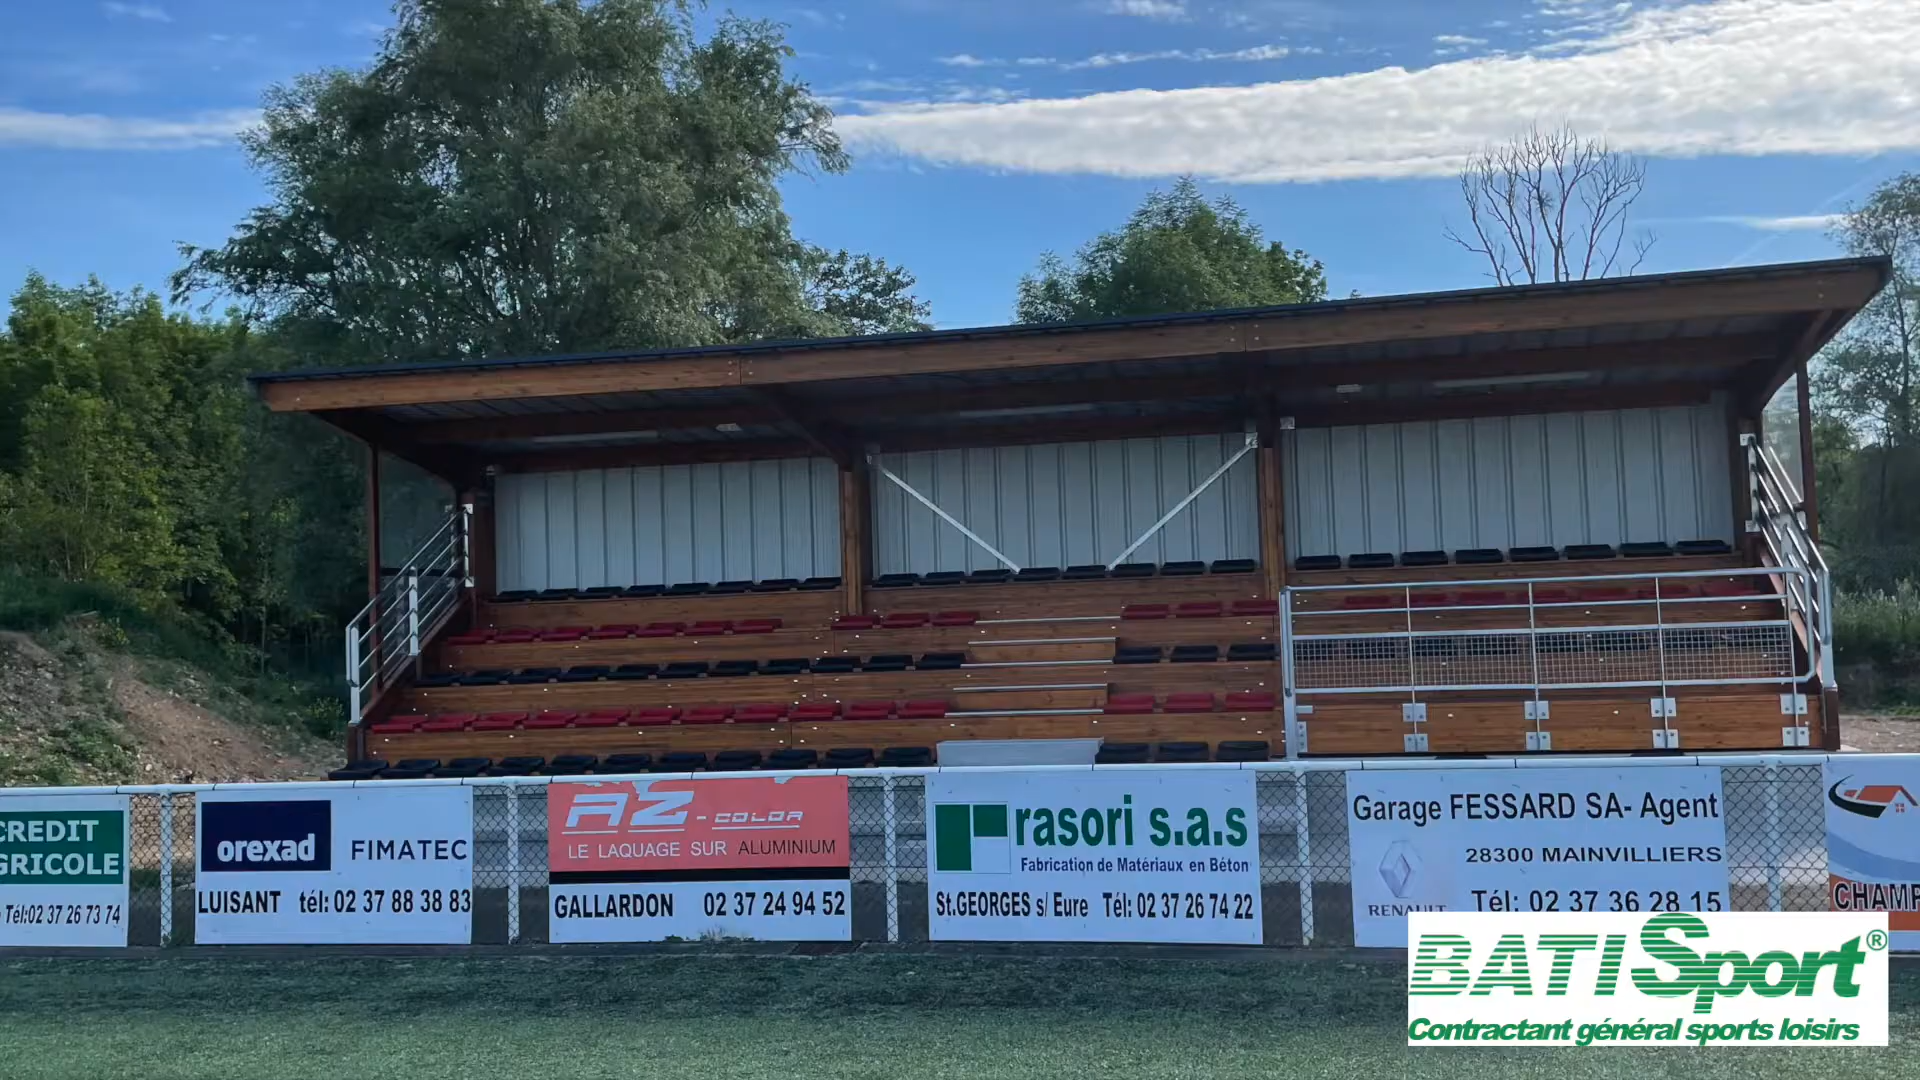 CREDIT
GRICOLE
Tél:02 37 26 73 74
orexad FIMATEC
LUISANT tél: 02 37 88 38 83
AZ-COLOR
LE LAQUAGE SUR ALUMINIUM
GALLARDON 02 37 24 94 52
rasori s.a.s
Fabrication de Matériaux en Béton
St.GEORGES s/ Eure Tél: 02 37 26 74 22
Garage FESSARD SA- Agent
28300 MAINVILLIERS
RENAULT
Tél: 02 37 36 28 15
CHAMP
BATISport®
Contractant général sports loisirs